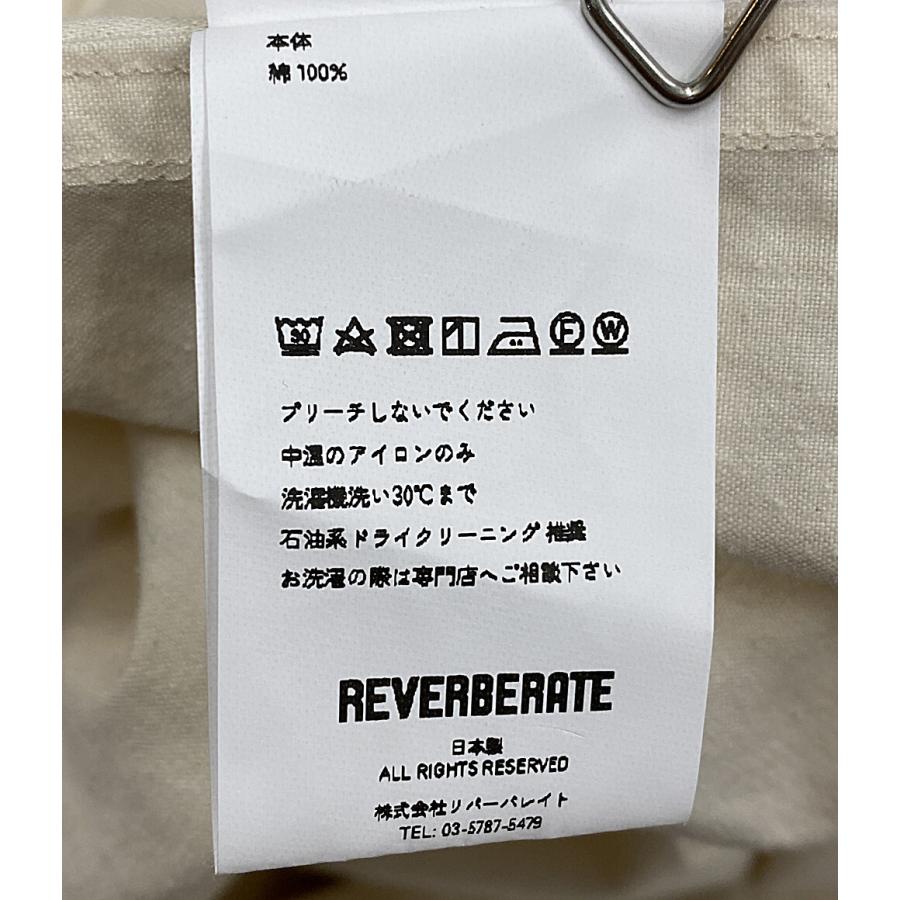 本体
綿 100%
30
F W
ブリーチしないでください
中温のアイロンのみ
洗濯機洗い30℃まで
石油系ドライクリーニング 推奨
お洗濯の際は専門店へご相談下さい
REVERBERATE
日本製
ALL RIGHTS RESERVED
株式会社リバーバレイト
TEL: 03-5787-5479